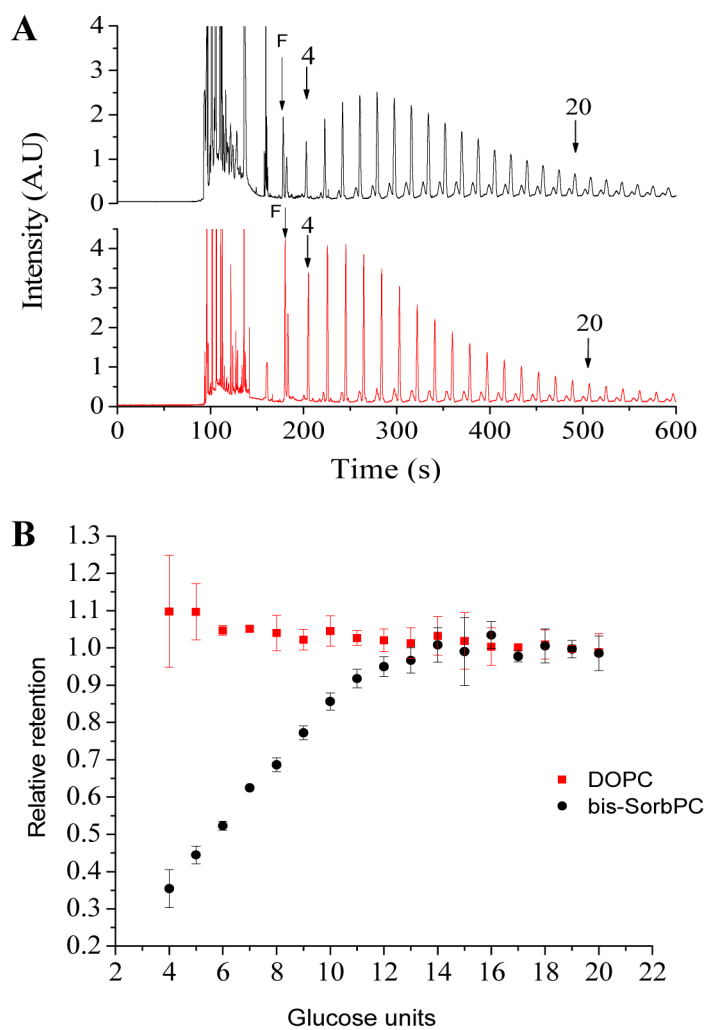 A
F
4
20
4
3
2
1
0
F
4
20
4
3
2
1
0
Intensity (A.U)
0 100 200 300 400 500 600
Time (s)
B
1.3
1.2
1.1
1.0
0.9
0.8
0.7
0.6
0.5
0.4
0.3
0.2
Relative retention
DOPC
bis-SorbPC
2 4 6 8 10 12 14 16 18 20 22
Glucose units